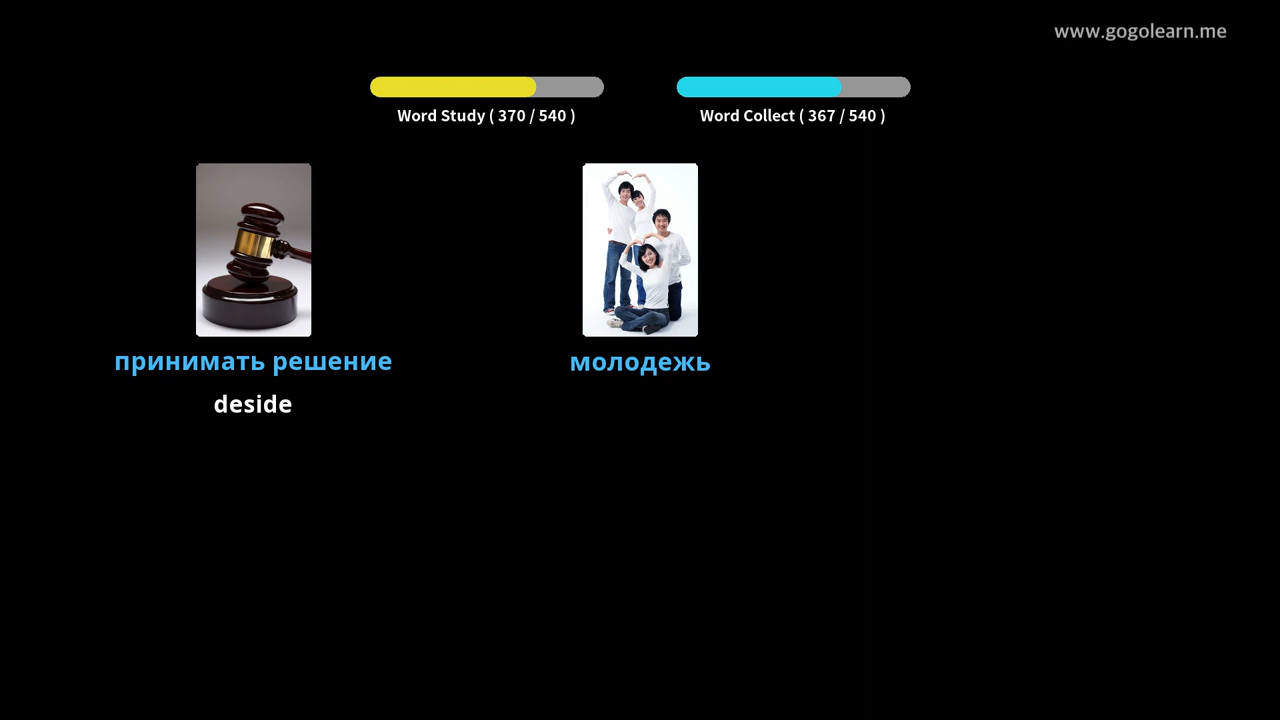 www.gogolearn.me
Word Study ( 370 / 540 )
Word Collect ( 367 / 540 )
принимать решение
молодежь
deside